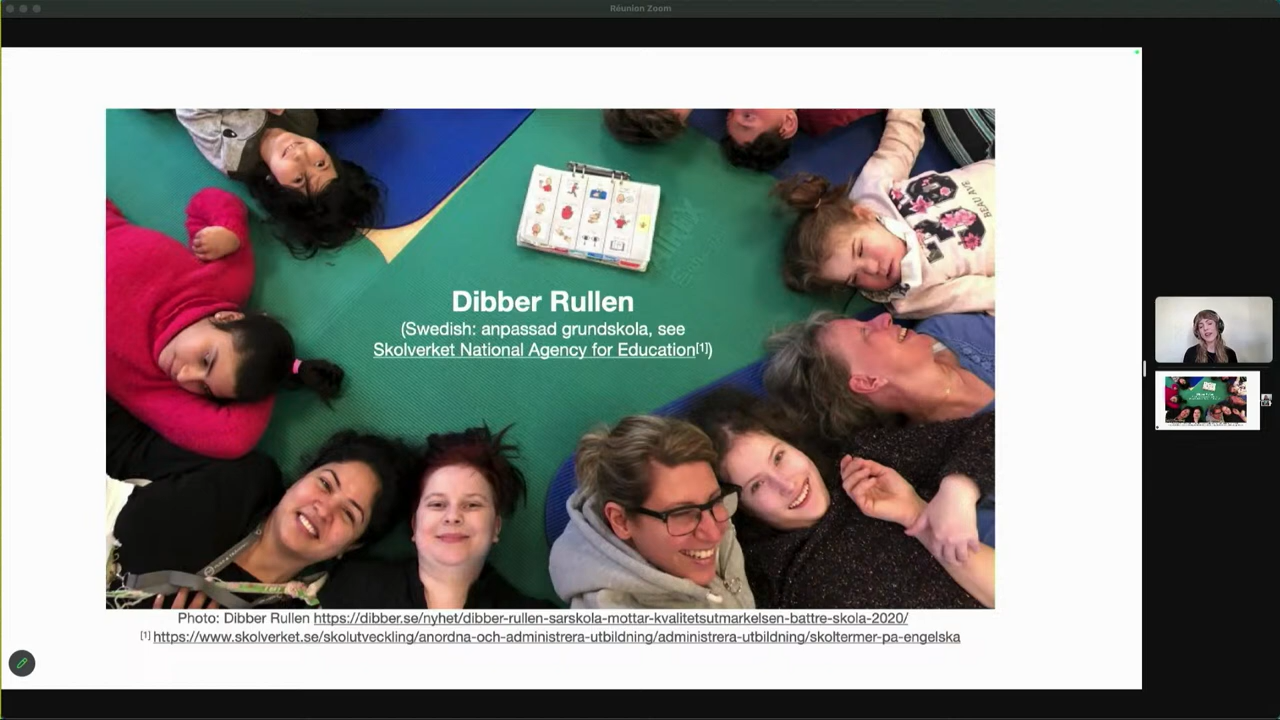 Réunion Zoom
BEAU AVE
Dibber Rullen
(Swedish: anpassad grundskola, see
Skolverket National Agency for Education[1])
Photo: Dibber Rullen https://dibber.se/nyhet/dibber-rullen-sarskola-mottar-kvalitetsutmarkelsen-battre-skola-2020/
[1] https://www.skolverket.se/skolutveckling/anordna-och-administrera-utbildning/administrera-utbildning/skoltermer-pa-engelska